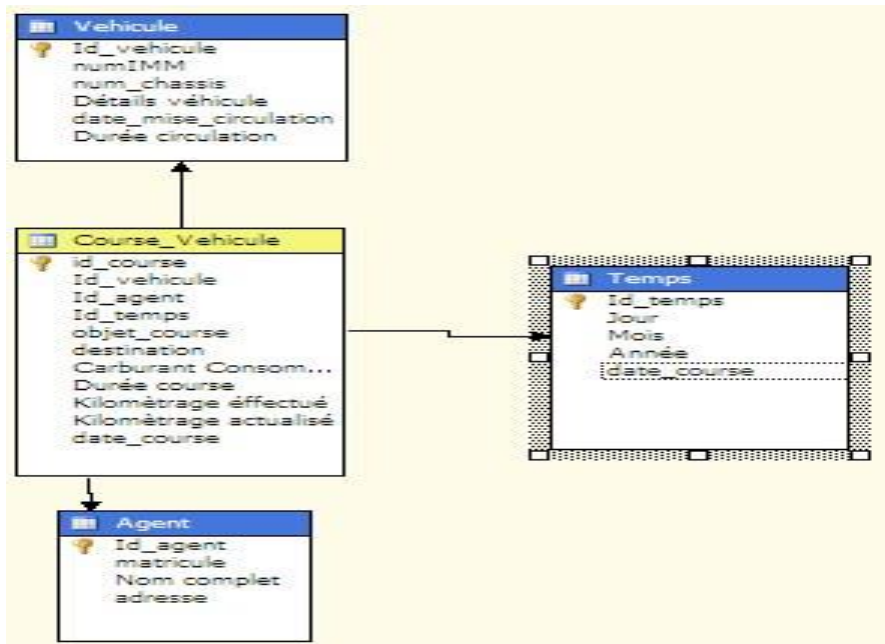 Vehicule
Id_vehicule
numIMM
num_chassis
Détails véhicule
date_mise_circulation
Durée circulation
Course_Vehicule
id_course
Id_vehicule
Id_agent
Id_temps
objet_course
destination
Carburant Consom...
Durée course
Kilomètrage éffectué
Kilomètrage actualisé
date_course
Temps
Id_temps
Jour
Mois
Année
date_course
Agent
Id_agent
matricule
Nom complet
adresse